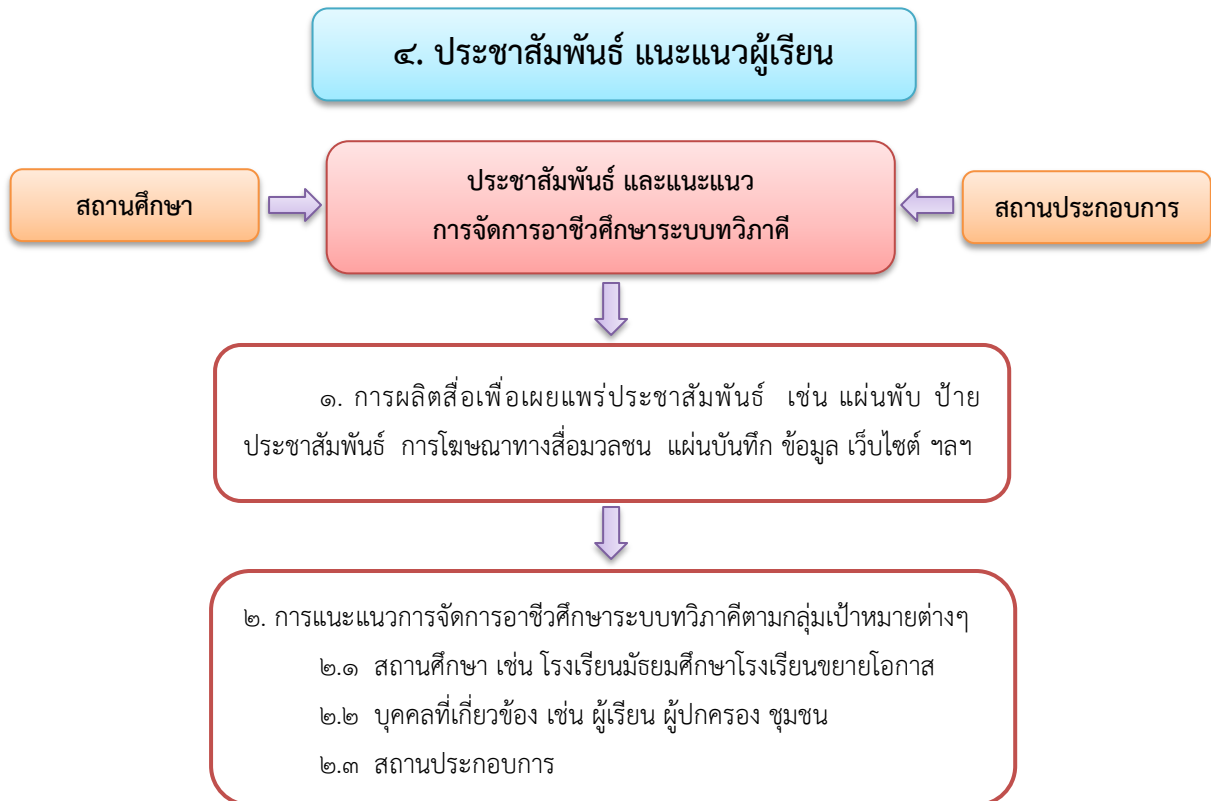 ๔. ประชาสัมพันธ์ แนะแนวผู้เรียน
สถานศึกษา
ประชาสัมพันธ์ และแนะแนว
การจัดการอาชีวศึกษาระบบทวิภาคี
สถานประกอบการ
๑. การผลิตสื่อเพื่อเผยแพร่ประชาสัมพันธ์ เช่น แผ่นพับ ป้าย
ประชาสัมพันธ์ การโฆษณาทางสื่อมวลชน แผ่นบันทึก ข้อมูล เว็บไซต์ ฯลฯ
๒. การแนะแนวการจัดการอาชีวศึกษาระบบทวิภาคีตามกลุ่มเป้าหมายต่างๆ
๒.๑ สถานศึกษา เช่น โรงเรียนมัธยมศึกษาโรงเรียนขยายโอกาส
๒.๒ บุคคลที่เกี่ยวข้อง เช่น ผู้เรียน ผู้ปกครอง ชุมชน
๒.๓ สถานประกอบการ